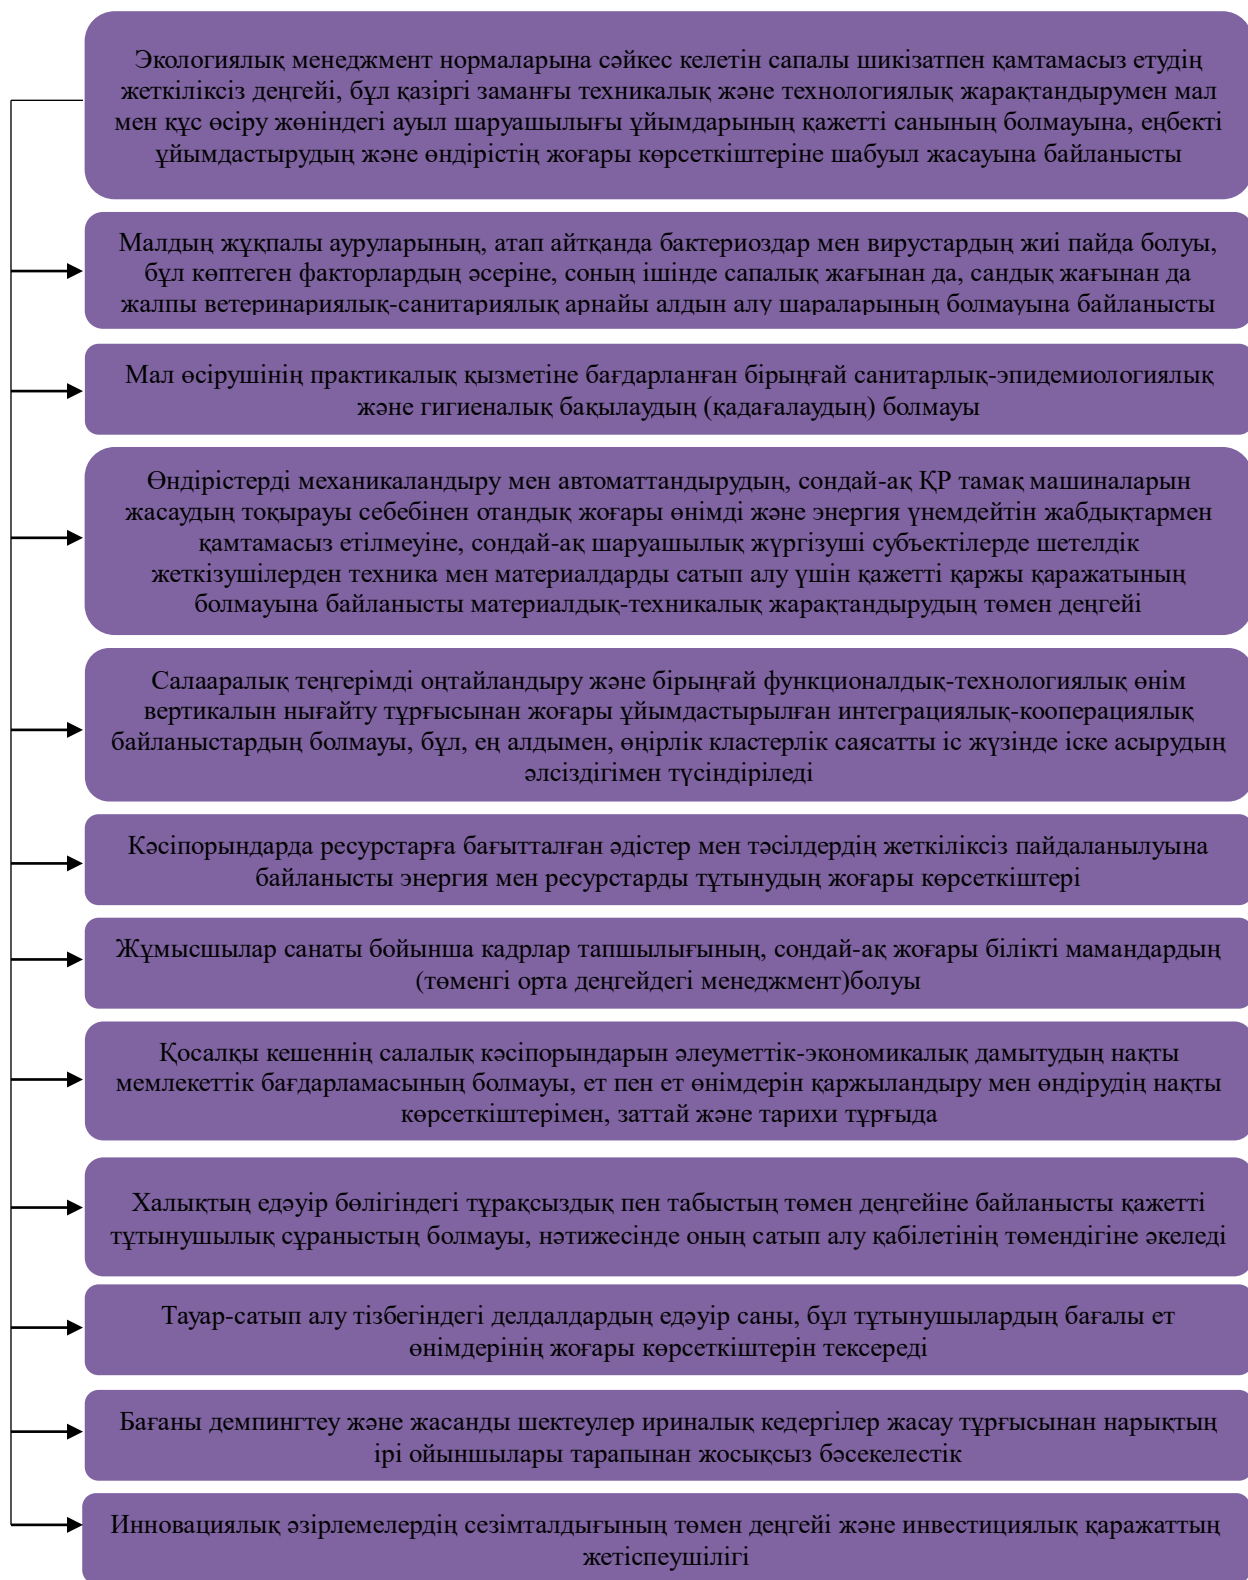 Экологиялық менеджмент нормаларына сәйкес келетін сапалы шикізатпен қамтамасыз етудің
жеткіліксіз деңгейі, бұл қазіргі заманғы техникалық және технологиялық жарақтандырумен мал
мен құс өсіру жөніндегі ауыл шаруашылығы ұйымдарының қажетті санының болмауына, еңбекті
ұйымдастырудың және өндірістің жоғары көрсеткіштеріне шабуыл жасауына байланысты
Малдың жұқпалы ауруларының, атап айтқанда бактериоздар мен вирустардың жиі пайда болуы,
бұл көптеген факторлардың әсеріне, соның ішінде сапалық жағынан да, сандық жағынан да
жалпы ветеринариялық-санитариялық арнайы алдын алу шараларының болмауына байланысты
Мал өсірушінің практикалық қызметіне бағдарланған бірыңғай санитарлық-эпидемиологиялық
және гигиеналық бақылаудың (қадағалаудың) болмауы
Өндірістерді механикаландыру мен автоматтандырудың, сондай-ақ ҚР тамақ машиналарын
жасаудың тоқырауы себебінен отандық жоғары өнімді және энергия үнемдейтін жабдықтармен
қамтамасыз етілмеуіне, сондай-ақ шаруашылық жүргізуші субъектілерде шетелдік
жеткізушілерден техника мен материалдарды сатып алу үшін қажетті қаржы қаражатының
болмауына байланысты материалдық-техникалық жарақтандырудың төмен деңгейі
Салааралық теңгерімді оңтайландыру және бірыңғай функционалдық-технологиялық өнім
вертикалын нығайту тұрғысынан жоғары ұйымдастырылған интеграциялық-кооперациялық
байланыстардың болмауы, бұл, ең алдымен, өңірлік кластерлік саясатты іс жүзінде іске асырудың
әлсіздігімен түсіндіріледі
Кәсіпорындарда ресурстарға бағытталған әдістер мен тәсілдердің жеткіліксіз пайдаланылуына
байланысты энергия мен ресурстарды тұтынудың жоғары көрсеткіштері
Жұмысшылар санаты бойынша кадрлар тапшылығының, сондай-ақ жоғары білікті мамандардың
(төменгі орта деңгейдегі менеджмент)болуы
Қосалқы кешеннің салалық кәсіпорындарын әлеуметтік-экономикалық дамытудың нақты
мемлекеттік бағдарламасының болмауы, ет пен ет өнімдерін қаржыландыру мен өндірудің нақты
көрсеткіштерімен, заттай және тарихи тұрғыда
Халықтың едәуір бөлігіндегі тұрақсыздық пен табыстың төмен деңгейіне байланысты қажетті
тұтынушылық сұраныстың болмауы, нәтижесінде оның сатып алу қабілетінің төмендігіне әкеледі
Тауар-сатып алу тізбегіндегі делдалдардың едәуір саны, бұл тұтынушылардың бағалы ет
өнімдерінің жоғары көрсеткіштерін тексереді
Бағаны демпингтеу және жасанды шектеулер ириналық кедергілер жасау тұрғысынан нарықтың
ірі ойыншылары тарапынан жосықсыз бәсекелестік
Инновациялық әзірлемелердің сезімталдығының төмен деңгейі және инвестициялық қаражаттың
жетіспеушілігі